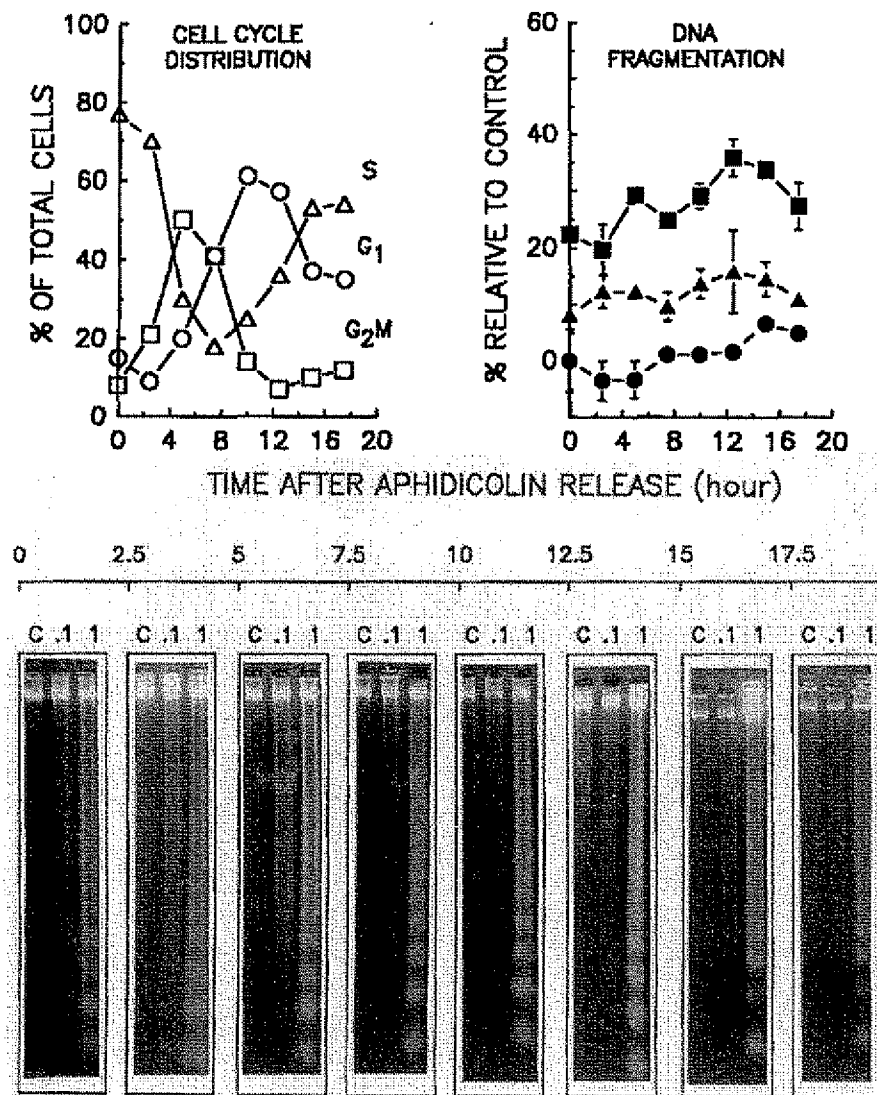 CELL CYCLE
DISTRIBUTION
% OF TOTAL CELLS
100
80
60
40
20
0
S
G₁
G₂M
0 4 8 12 16 20
DNA
FRAGMENTATION
% RELATIVE TO CONTROL
60
40
20
0
0 4 8 12 16 20
TIME AFTER APHIDICOLIN RELEASE (hour)
0 2.5 5 7.5 10 12.5 15 17.5
C .1 1 C .1 1 C .1 1 C .1 1 C .1 1 C .1 1 C .1 1 C .1 1